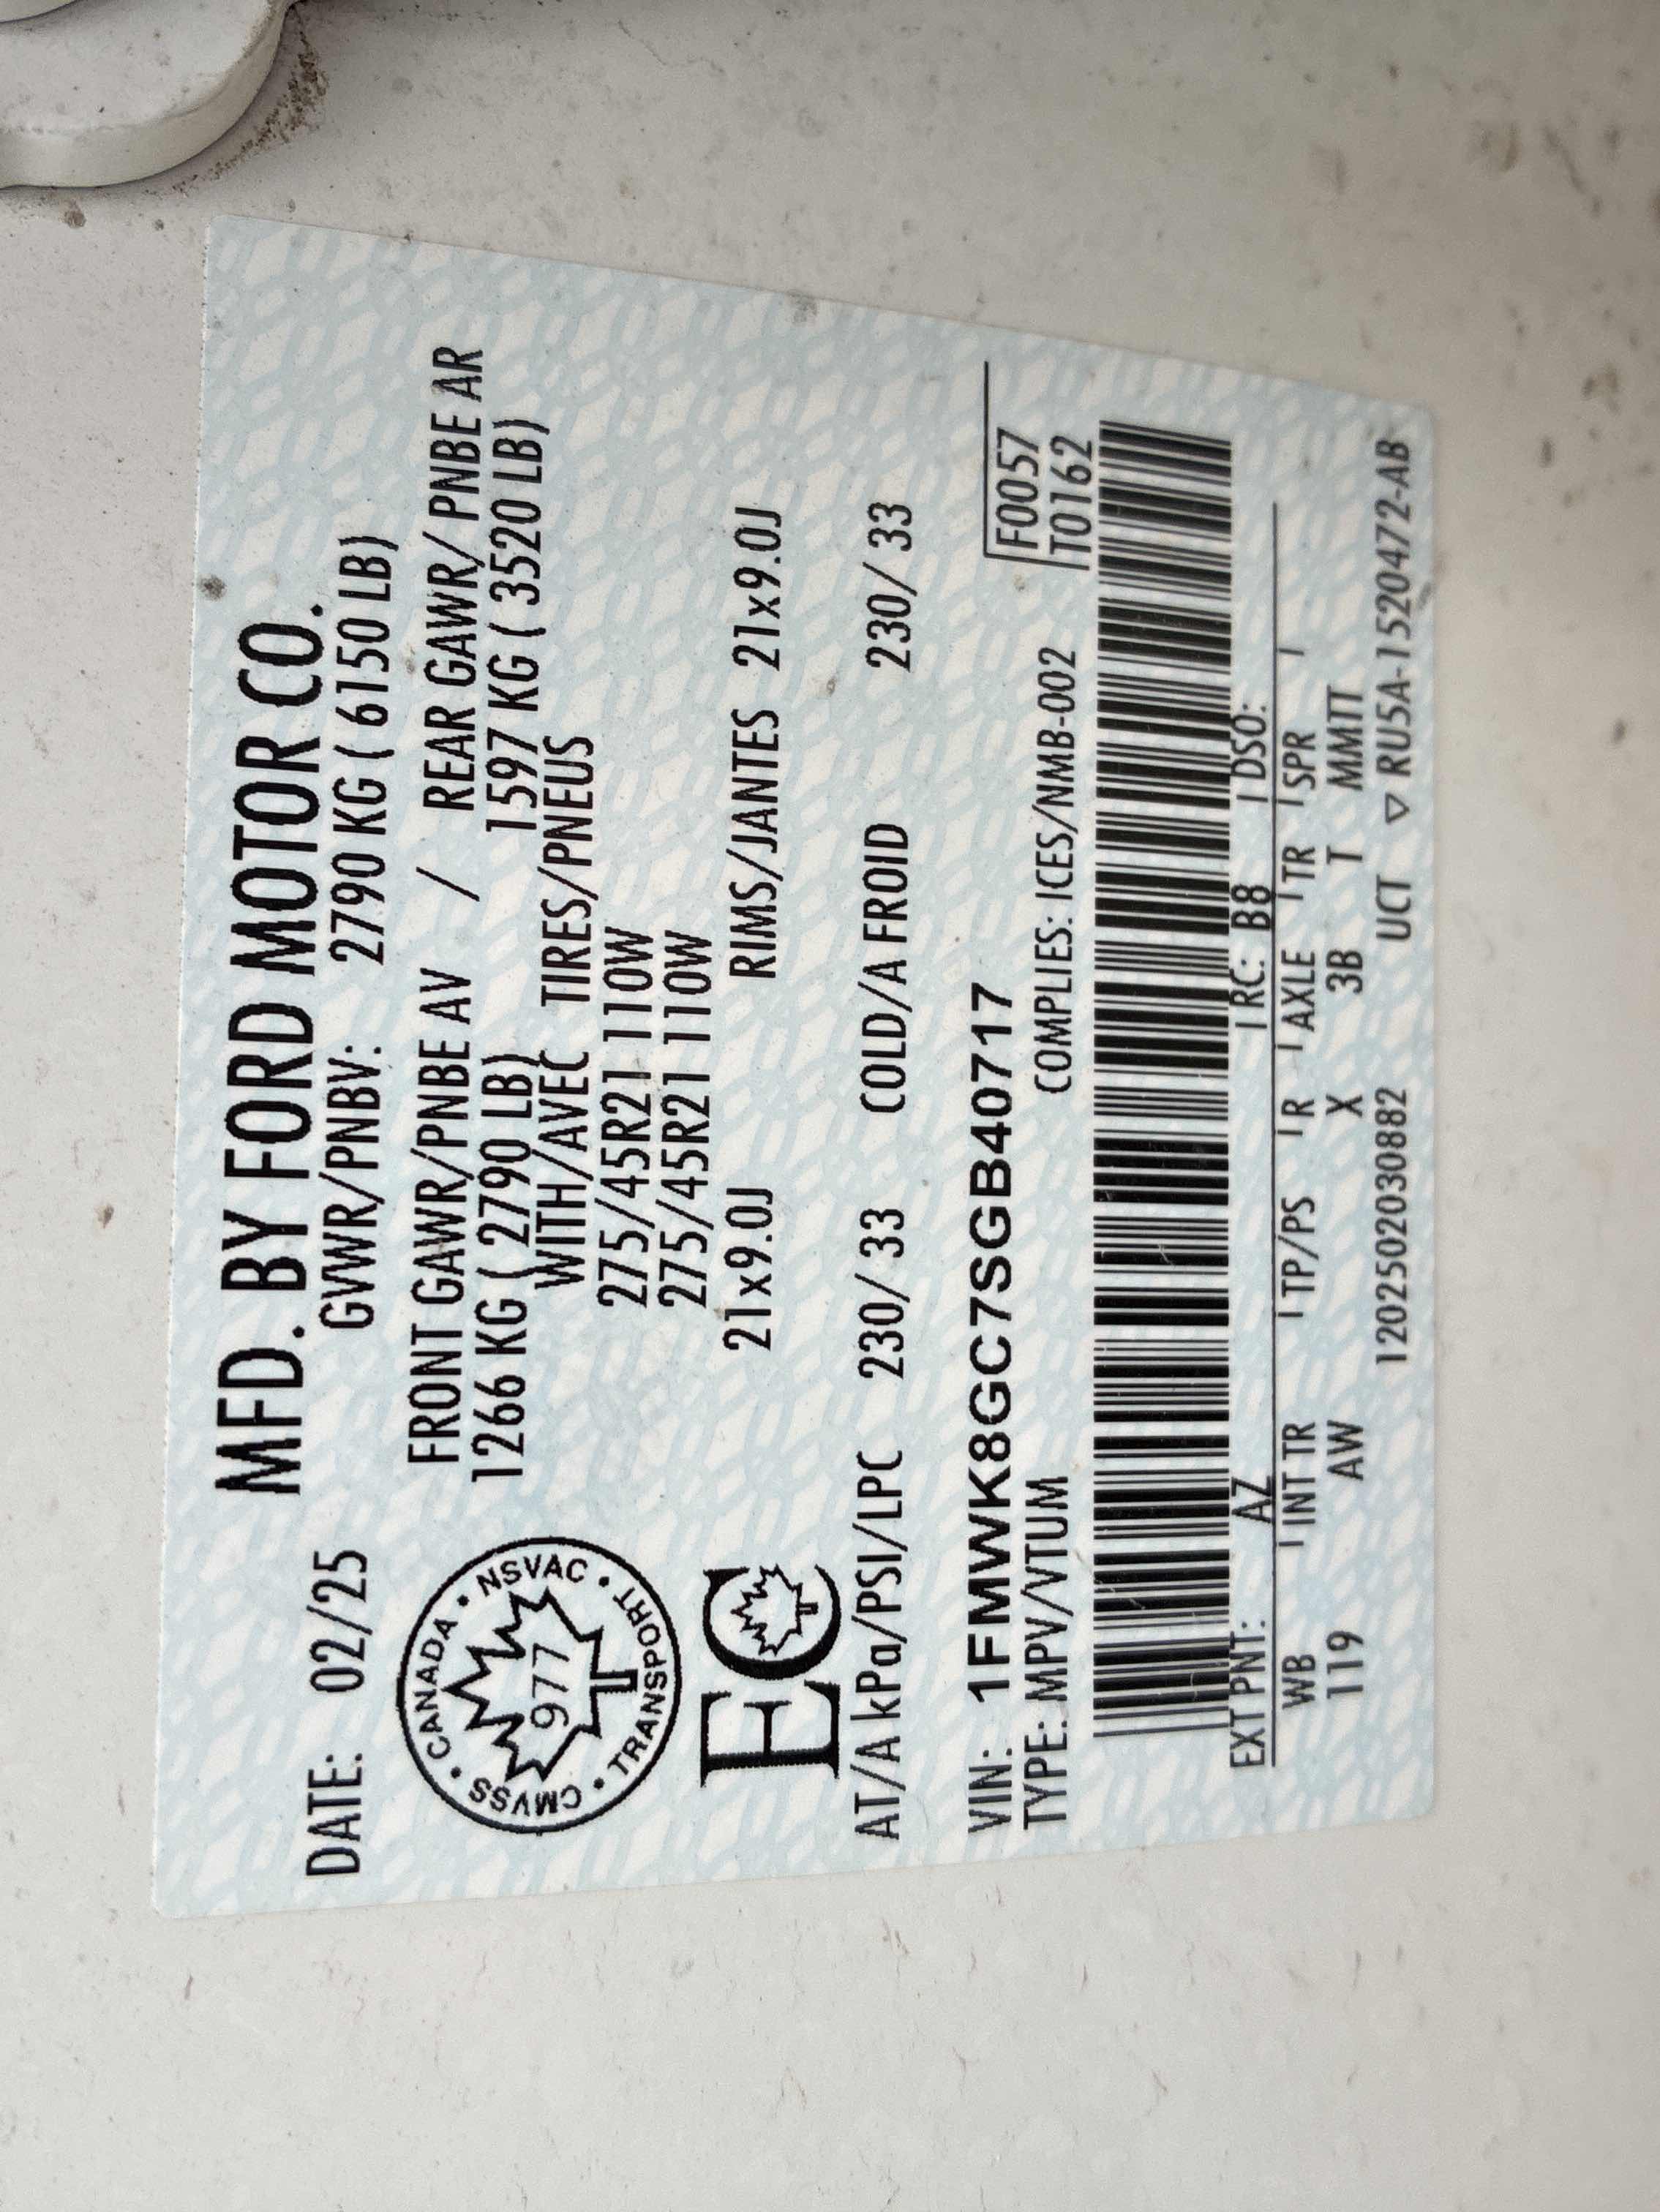 MFD. BY FORD MOTOR CO.
DATE: 02/25
GVWR/PNBV: 2790 KG ( 6150 LB)
FRONT GAWR/PNBE AV / REAR GAWR/ PNBE AR
1266 KG ( 2790 LB) 1597 KG ( 3520 LB)
WITH/AVEC TIRES/PNEUS
275/45R21 110W
275/45R21 110W
21x9.0J RIMS/JANTES 21x9.0J
CANADA • NSVAC • TRANSPORT • CMVSS •
977
EC
AT/A kPa/PSI/LPC 230/ 33 COLD/A FROID 230/ 33
VIN: 1FMWK8GC7SGB40717
F0057
TYPE: MPV/VTUM COMPLIES: ICES/NMB-002 T0162
EXT PNT: AZ RC: B8 DSO:
WB INT TR TP/PS R AXLE TR SPR
119 AW X 3B T MMTT
1202502030882 UCT ▽ RU5A-1520472-AB